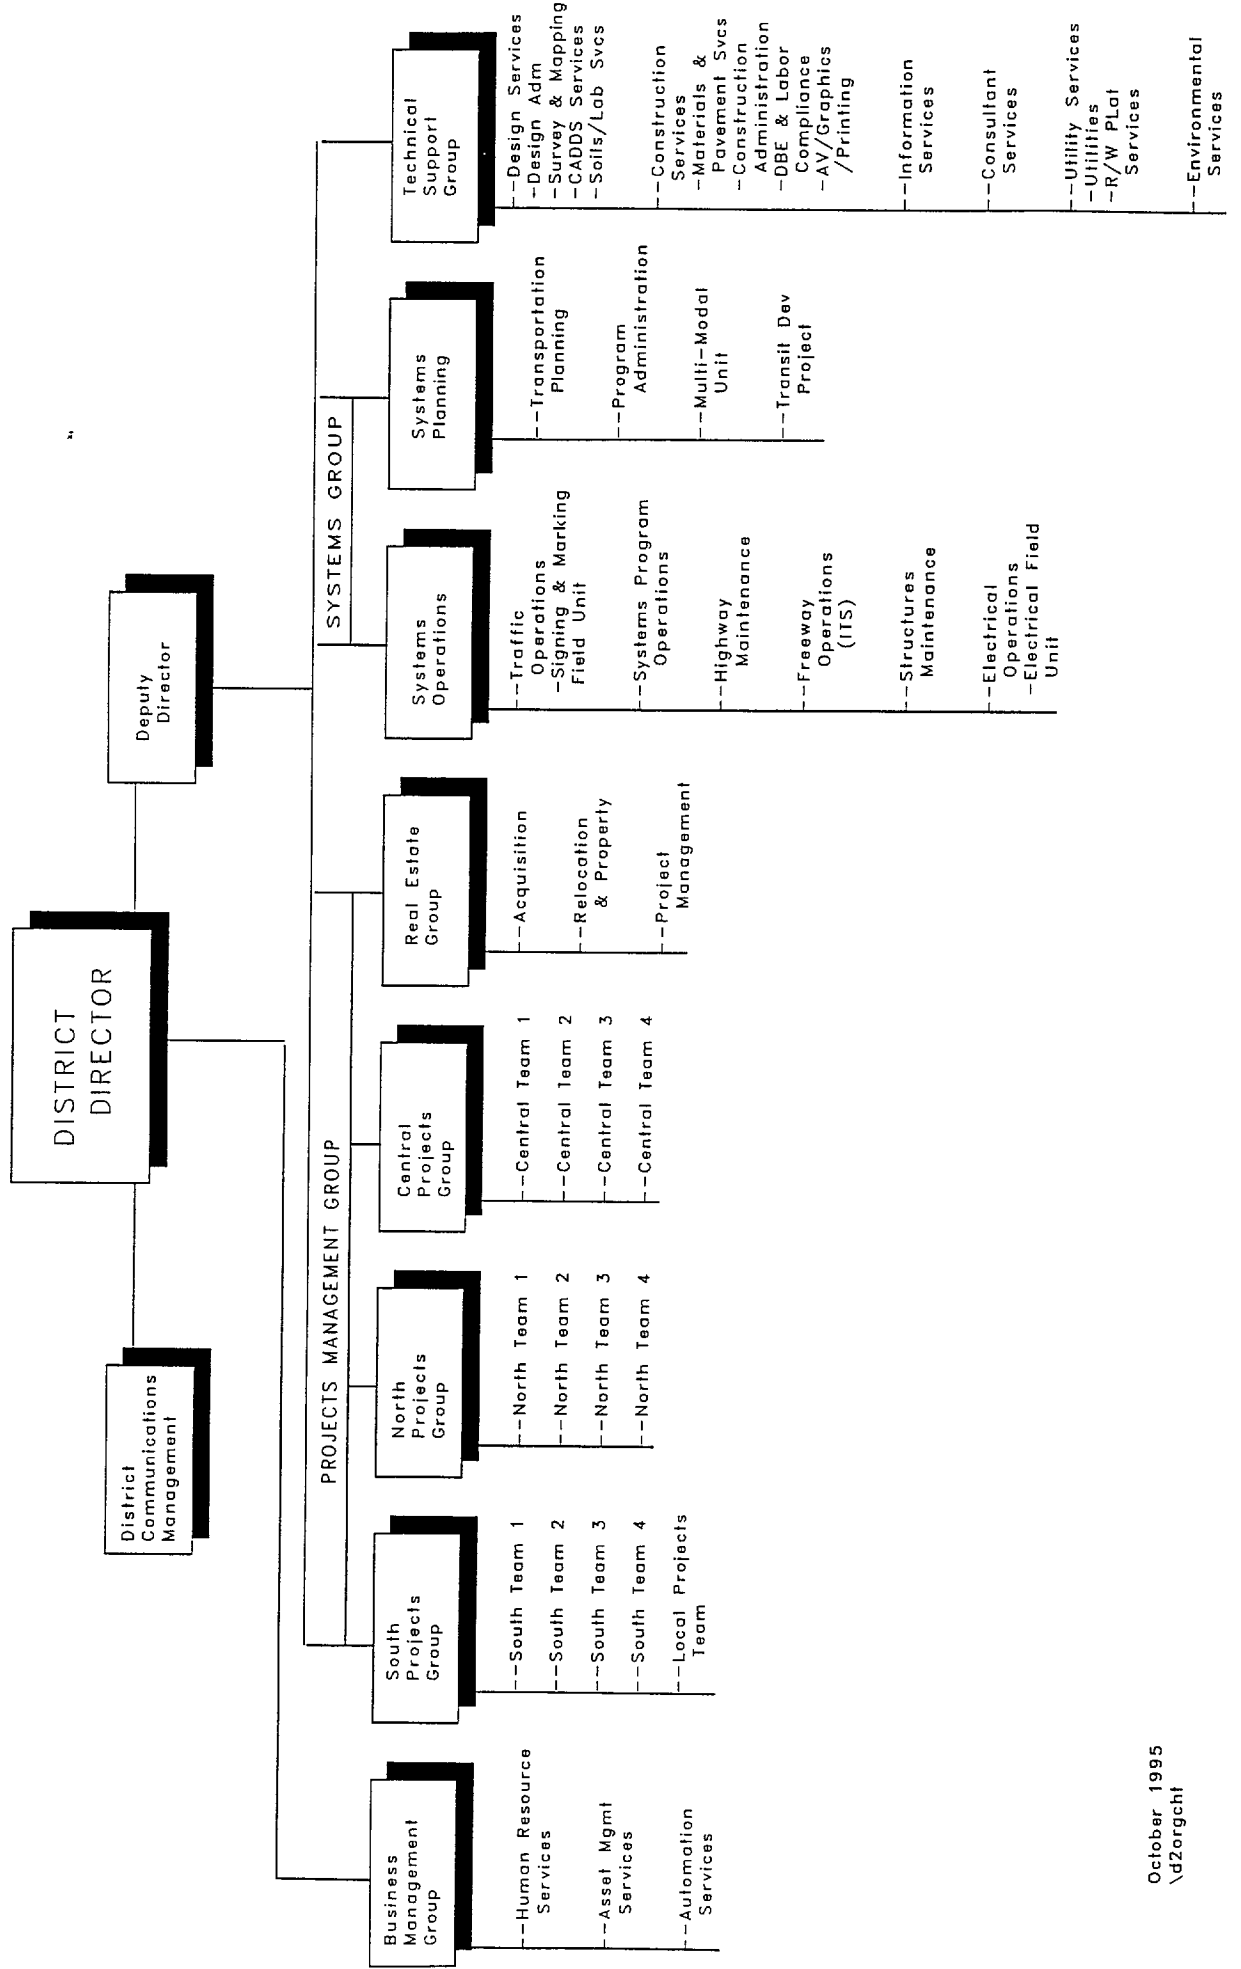 DISTRICT
DIRECTOR
District
Communications
Management
Deputy
Director
PROJECTS MANAGEMENT GROUP
SYSTEMS GROUP
Business
Management
Group
--Human Resource
Services
--Asset Mgmt
Services
--Automation
Services
South
Projects
Group
--South Team 1
--South Team 2
--South Team 3
--South Team 4
--Local Projects
Team
North
Projects
Group
--North Team 1
--North Team 2
--North Team 3
--North Team 4
Central
Projects
Group
--Central Team 1
--Central Team 2
--Central Team 3
--Central Team 4
Real Estate
Group
--Acquisition
--Relocation
& Property
--Project
Management
Systems
Operations
--Traffic
Operations
-Signing & Marking
Field Unit
--Systems Program
Operations
--Highway
Maintenance
--Freeway
Operations
(ITS)
--Structures
Maintenance
--Electrical
Operations
-Electrical Field
Unit
Systems
Planning
--Transportation
Planning
--Program
Administration
--Multi-Modal
Unit
--Transit Dev
Project
Technical
Support
Group
--Design Services
-Design Adm
-Survey & Mapping
-CADDS Services
-Soils/Lab Svcs
--Construction
Services
-Materials &
Pavement Svcs
-Construction
Administration
-DBE & Labor
Compliance
-AV/Graphics
/Printing
--Information
Services
--Consultant
Services
--Utility Services
-Utilities
-R/W PLat
Services
--Environmental
Services
October 1995
\d2orgcht